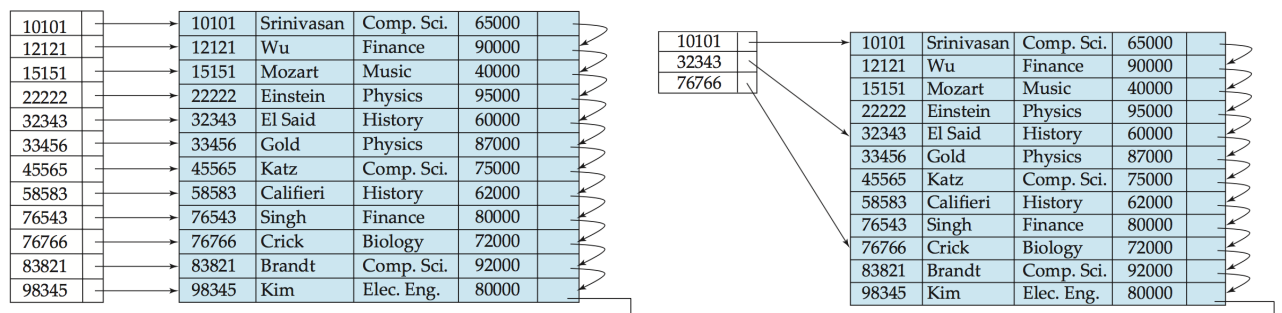 10101 10101 Srinivasan Comp. Sci. 65000
12121 12121 Wu Finance 90000
15151 15151 Mozart Music 40000
22222 22222 Einstein Physics 95000
32343 32343 El Said History 60000
33456 33456 Gold Physics 87000
45565 45565 Katz Comp. Sci. 75000
58583 58583 Califieri History 62000
76543 76543 Singh Finance 80000
76766 76766 Crick Biology 72000
83821 83821 Brandt Comp. Sci. 92000
98345 98345 Kim Elec. Eng. 80000
10101 10101 Srinivasan Comp. Sci. 65000
32343 12121 Wu Finance 90000
76766 15151 Mozart Music 40000
22222 Einstein Physics 95000
32343 El Said History 60000
33456 Gold Physics 87000
45565 Katz Comp. Sci. 75000
58583 Califieri History 62000
76543 Singh Finance 80000
76766 Crick Biology 72000
83821 Brandt Comp. Sci. 92000
98345 Kim Elec. Eng. 80000